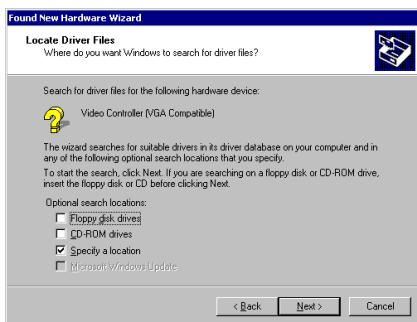 Found New Hardware Wizard
Locate Driver Files
Where do you want Windows to search for driver files?
Search for driver files for the following hardware device:
Video Controller (VGA Compatible)
The wizard searches for suitable drivers in its driver database on your computer and in
any of the following optional search locations that you specify.
To start the search, click Next. If you are searching on a floppy disk or CD-ROM drive,
insert the floppy disk or CD before clicking Next.
Optional search locations:
Floppy disk drives
CD-ROM drives
Specify a location
Microsoft Windows Update
< Back Next > Cancel